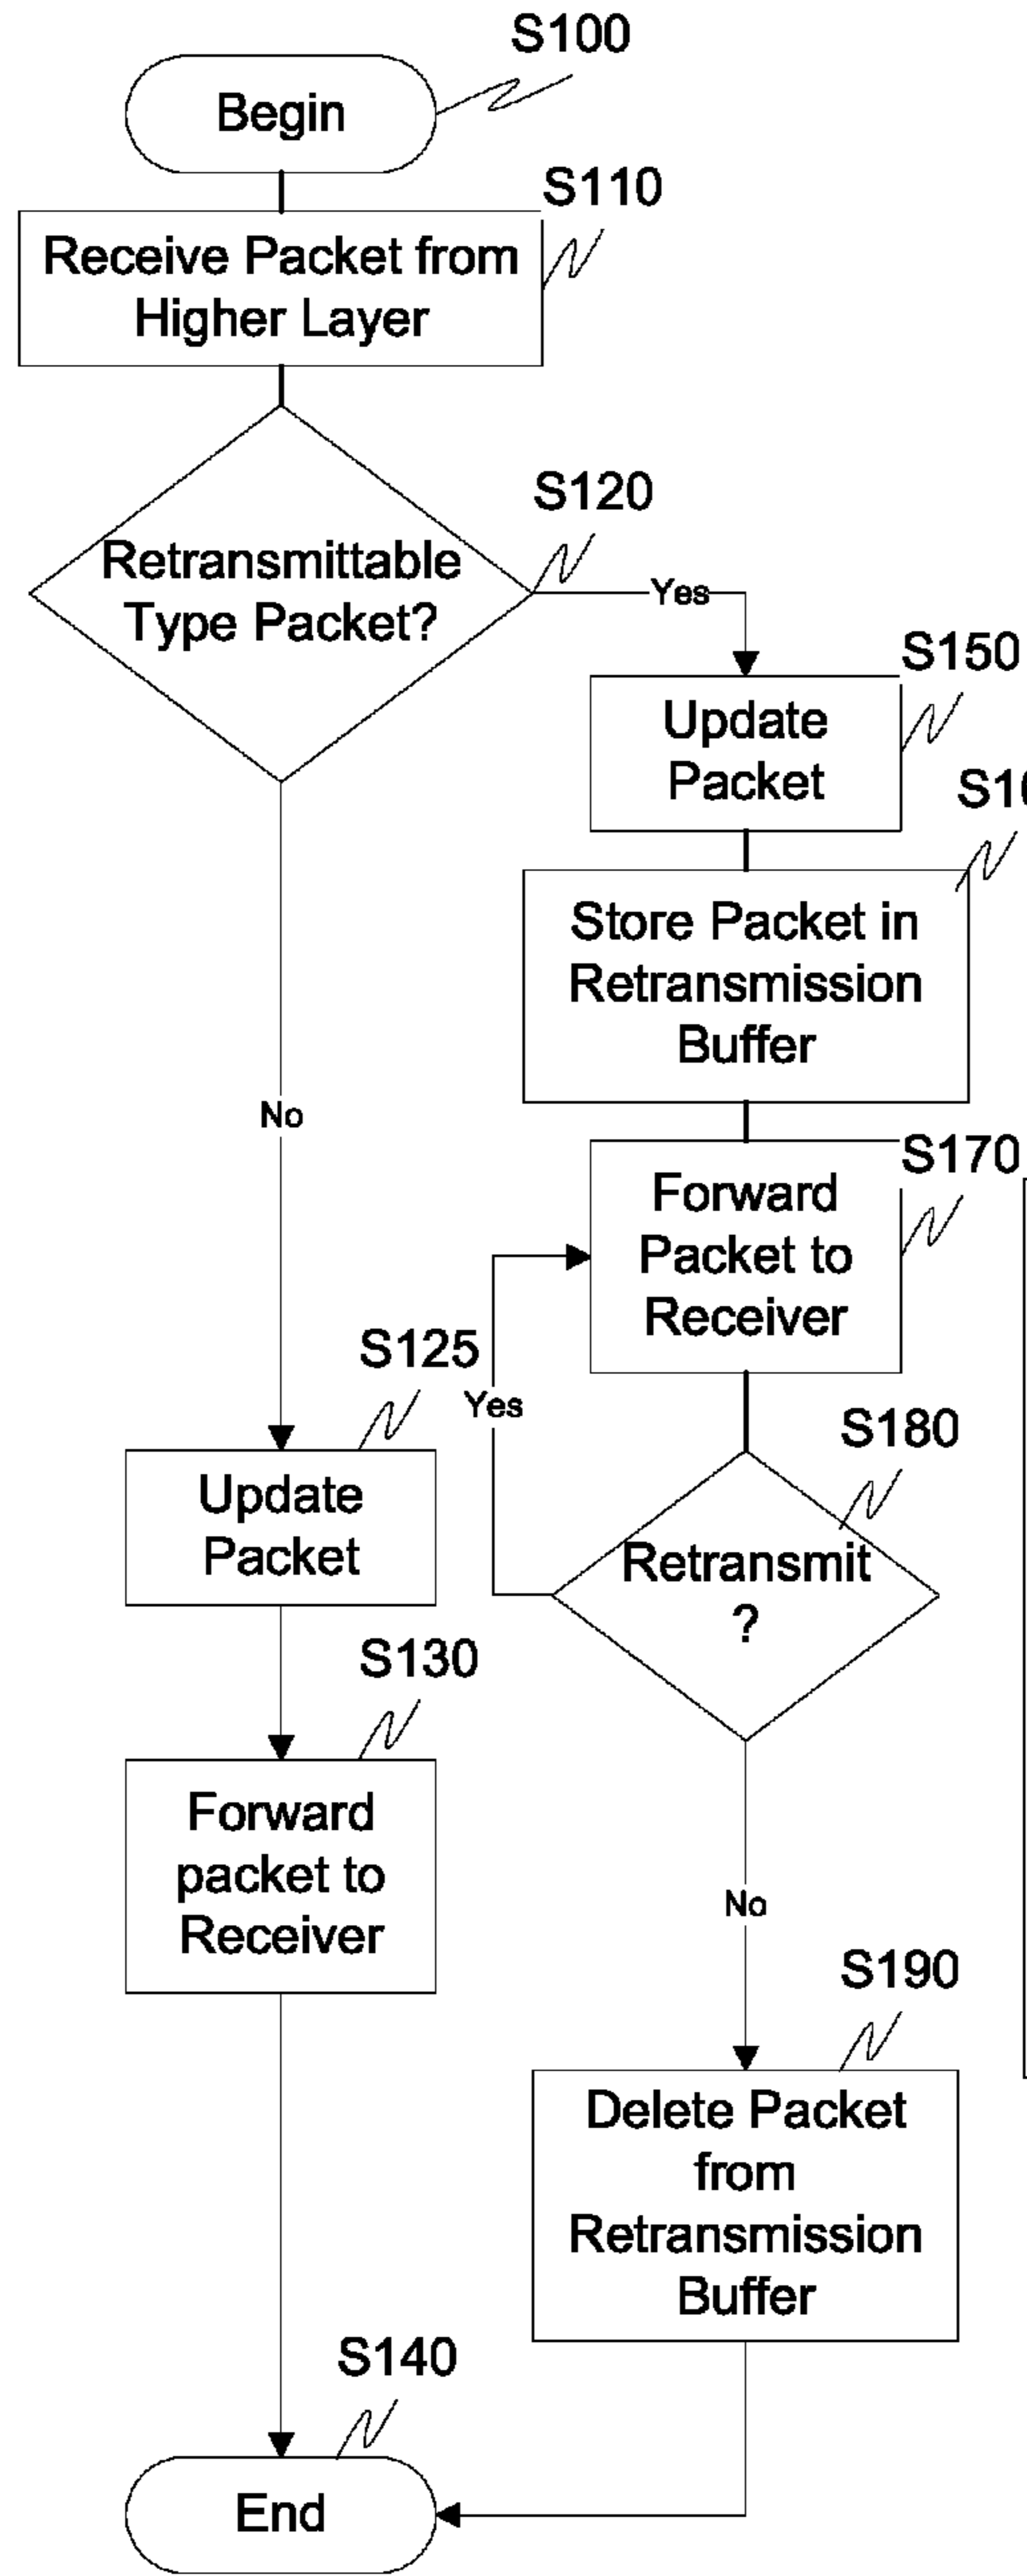 S100
Begin
S110
Receive Packet from
Higher Layer
S120
Retransmittable
Type Packet?
Yes
S150
Update
Packet
Store Packet in
Retransmission
Buffer
No
S170
Forward
Packet to
Receiver
S125
Yes
Update
Packet
S180
Retransmit
?
S130
Forward
packet to
Receiver
No
S190
Delete Packet
from
Retransmission
Buffer
S140
End